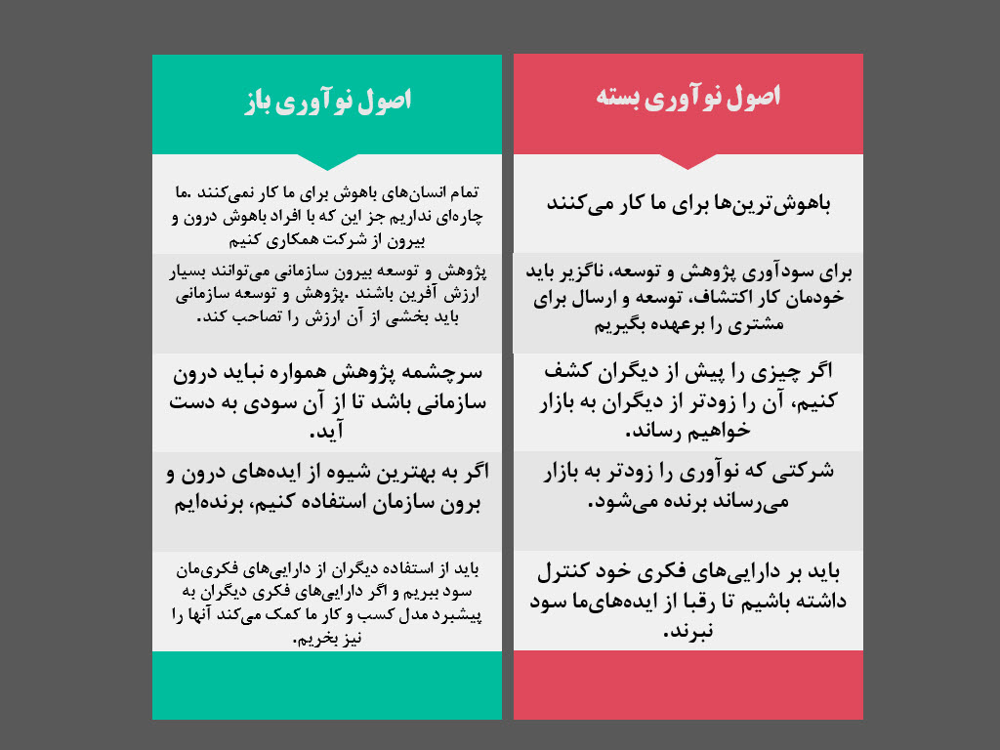 اصول نوآوری بسته
باهوش‌ترین‌ها برای ما کار می‌کنند
برای سودآوری پژوهش و توسعه، ناگزیر باید
خودمان کار اکتشاف، توسعه و ارسال برای
مشتری را برعهده بگیریم
اگر چیزی را پیش از دیگران کشف
کنیم، آن را زودتر از دیگران به بازار
خواهیم رساند.
شرکتی که نوآوری را زودتر به بازار
می‌رساند برنده می‌شود.
باید بر دارایی‌های فکری خود کنترل
داشته باشیم تا رقبا از ایده‌های‌ما سود
نبرند.
اصول نوآوری باز
تمام انسان‌های باهوش برای ما کار نمی‌کنند .ما
چاره‌ای نداریم جز این که با افراد باهوش درون و
بیرون از شرکت همکاری کنیم
پژوهش و توسعه بیرون سازمانی می‌توانند بسیار
ارزش آفرین باشند .پژوهش و توسعه سازمانی
باید بخشی از آن ارزش را تصاحب کند.
سرچشمه پژوهش همواره نباید درون
سازمانی باشد تا از آن سودی به دست
آید.
اگر به بهترین شیوه از ایده‌های درون و
برون سازمان استفاده کنیم، برنده‌ایم
باید از استفاده دیگران از دارایی‌های فکری‌مان
سود ببریم و اگر دارایی‌های فکری دیگران به
پیشبرد مدل کسب و کار ما کمک می‌کند آنها را
نیز بخریم.